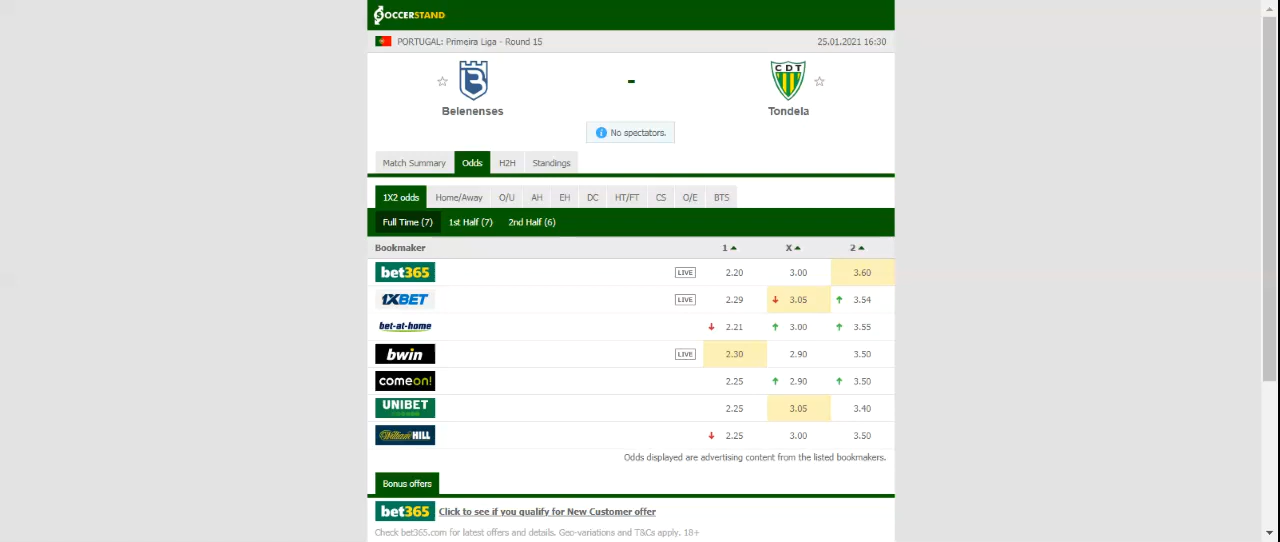 SOCCERSTAND
PORTUGAL: Primeira Liga - Round 15 25.01.2021 16:30
CDT
-
Belenenses Tondela
No spectators.
Match Summary Odds H2H Standings
1X2 odds Home/Away O/U AH EH DC HT/FT CS O/E BTS
Full Time (7) 1st Half (7) 2nd Half (6)
Bookmaker 1 X 2
bet365 LIVE 2.20 3.00 3.60
1XBET LIVE 2.29 3.05 3.54
bet-at-home 2.21 3.00 3.55
bwin LIVE 2.30 2.90 3.50
comeon! 2.25 2.90 3.50
UNIBET 2.25 3.05 3.40
William HILL 2.25 3.00 3.50
Odds displayed are advertising content from the listed bookmakers.
Bonus offers
bet365 Click to see if you qualify for New Customer offer
Check bet365.com for latest offers and details. Geo-variations and T&Cs apply. 18+